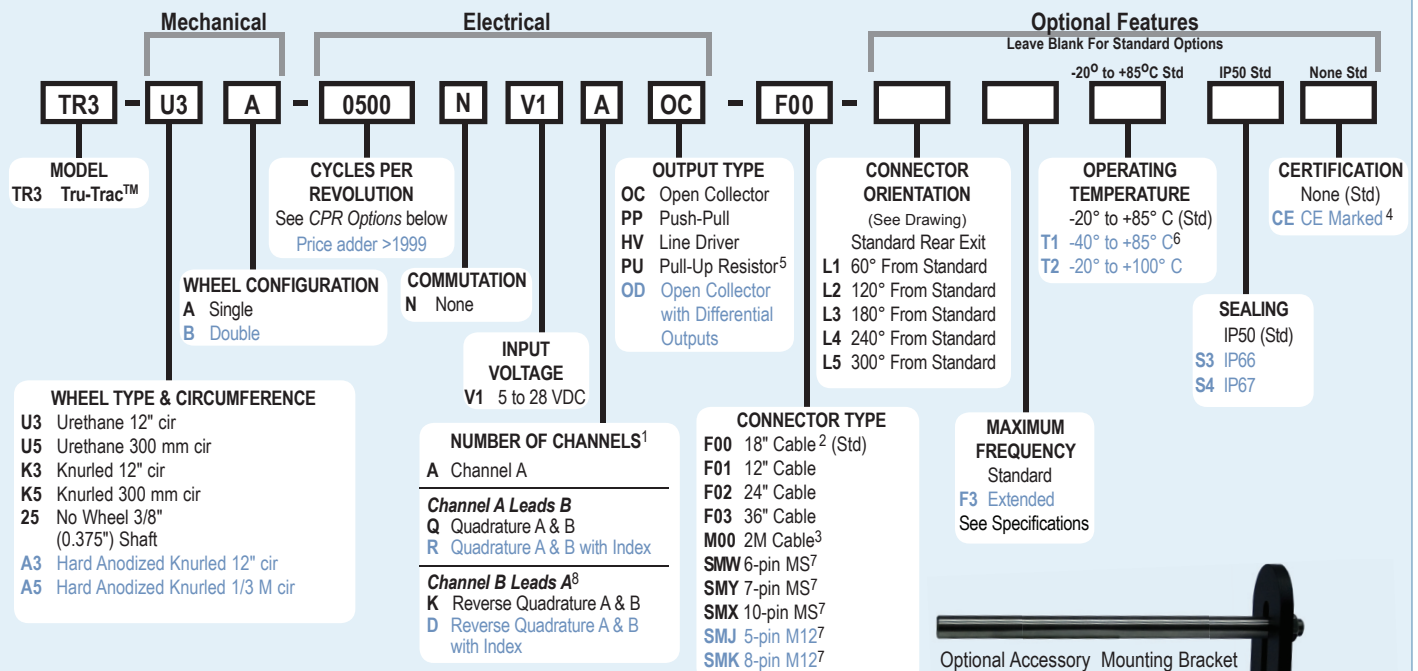 Mechanical
Electrical
Optional Features
Leave Blank For Standard Options
-20° to +85°C Std
IP50 Std
None Std
TR3 - U3 A - 0500 N V1 A OC - F00 -
MODEL
TR3 Tru-Trac™
CYCLES PER
REVOLUTION
See CPR Options below
Price adder >1999
OUTPUT TYPE
OC Open Collector
PP Push-Pull
HV Line Driver
PU Pull-Up Resistor⁵
OD Open Collector
with Differential
Outputs
CONNECTOR
ORIENTATION
(See Drawing)
Standard Rear Exit
L1 60° From Standard
L2 120° From Standard
L3 180° From Standard
L4 240° From Standard
L5 300° From Standard
OPERATING
TEMPERATURE
-20° to +85° C (Std)
T1 -40° to +85° C⁶
T2 -20° to +100° C
CERTIFICATION
None (Std)
CE CE Marked ⁴
WHEEL CONFIGURATION
A Single
B Double
COMMUTATION
N None
SEALING
IP50 (Std)
S3 IP66
S4 IP67
INPUT
VOLTAGE
V1 5 to 28 VDC
WHEEL TYPE & CIRCUMFERENCE
U3 Urethane 12" cir
U5 Urethane 300 mm cir
K3 Knurled 12" cir
K5 Knurled 300 mm cir
25 No Wheel 3/8"
(0.375") Shaft
A3 Hard Anodized Knurled 12" cir
A5 Hard Anodized Knurled 1/3 M cir
NUMBER OF CHANNELS¹
A Channel A
Channel A Leads B
Q Quadrature A & B
R Quadrature A & B with Index
Channel B Leads A⁸
K Reverse Quadrature A & B
D Reverse Quadrature A & B
with Index
CONNECTOR TYPE
F00 18" Cable ² (Std)
F01 12" Cable
F02 24" Cable
F03 36" Cable
M00 2M Cable³
SMW 6-pin MS⁷
SMY 7-pin MS⁷
SMX 10-pin MS⁷
SMJ 5-pin M12⁷
SMK 8-pin M12⁷
MAXIMUM
FREQUENCY
Standard
F3 Extended
See Specifications
Optional Accessory Mounting Bracket